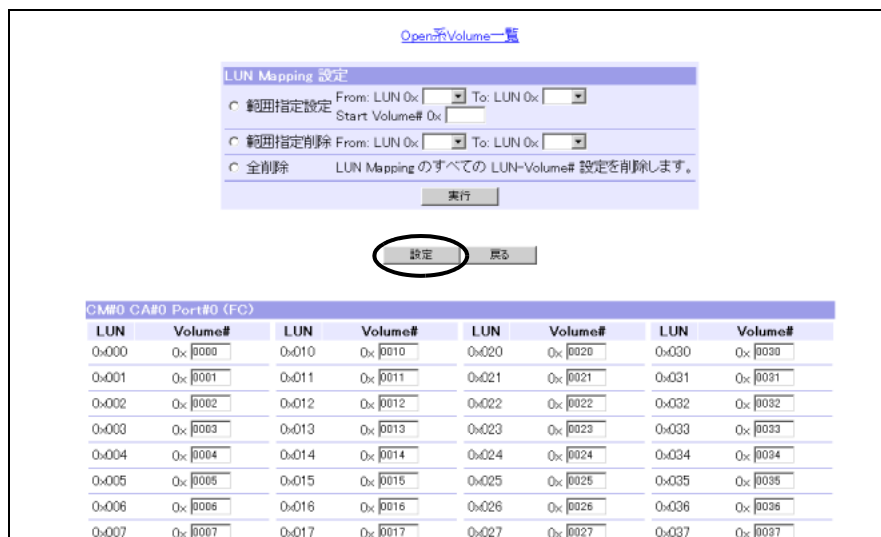 Open系Volume一覧
LUN Mapping 設定
範囲指定設定 From: LUN 0x To: LUN 0x
Start Volume# 0x
範囲指定削除 From: LUN 0x To: LUN 0x
全削除 LUN Mapping のすべての LUN-Volume# 設定を削除します。
実行
設定 戻る
CM#0 CA#0 Port#0 (FC)
LUN Volume# LUN Volume# LUN Volume# LUN Volume#
0x000 0x 0000 0x010 0x 0010 0x020 0x 0020 0x030 0x 0030
0x001 0x 0001 0x011 0x 0011 0x021 0x 0021 0x031 0x 0031
0x002 0x 0002 0x012 0x 0012 0x022 0x 0022 0x032 0x 0032
0x003 0x 0003 0x013 0x 0013 0x023 0x 0023 0x033 0x 0033
0x004 0x 0004 0x014 0x 0014 0x024 0x 0024 0x034 0x 0034
0x005 0x 0005 0x015 0x 0015 0x025 0x 0025 0x035 0x 0035
0x006 0x 0006 0x016 0x 0016 0x026 0x 0026 0x036 0x 0036
0x007 0x 0007 0x017 0x 0017 0x027 0x 0027 0x037 0x 0037